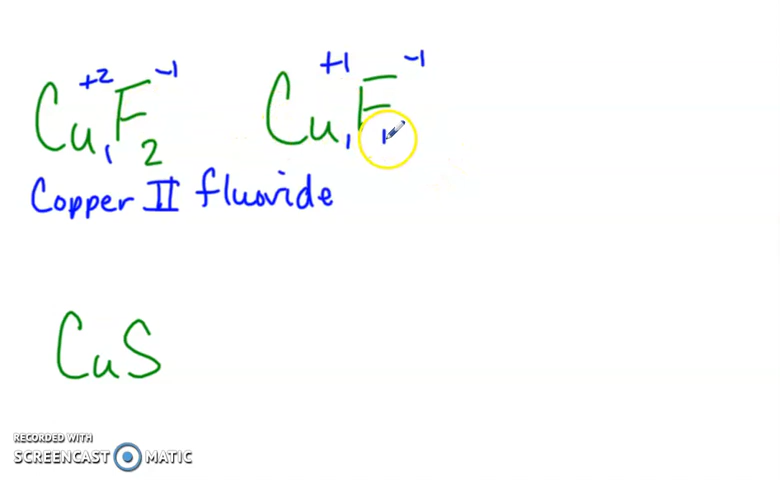 +2 -1 +1 -1
Cu1F2 Cu1F1
Copper II fluoride
CuS
RECORDED WITH
SCREENCAST MATIC